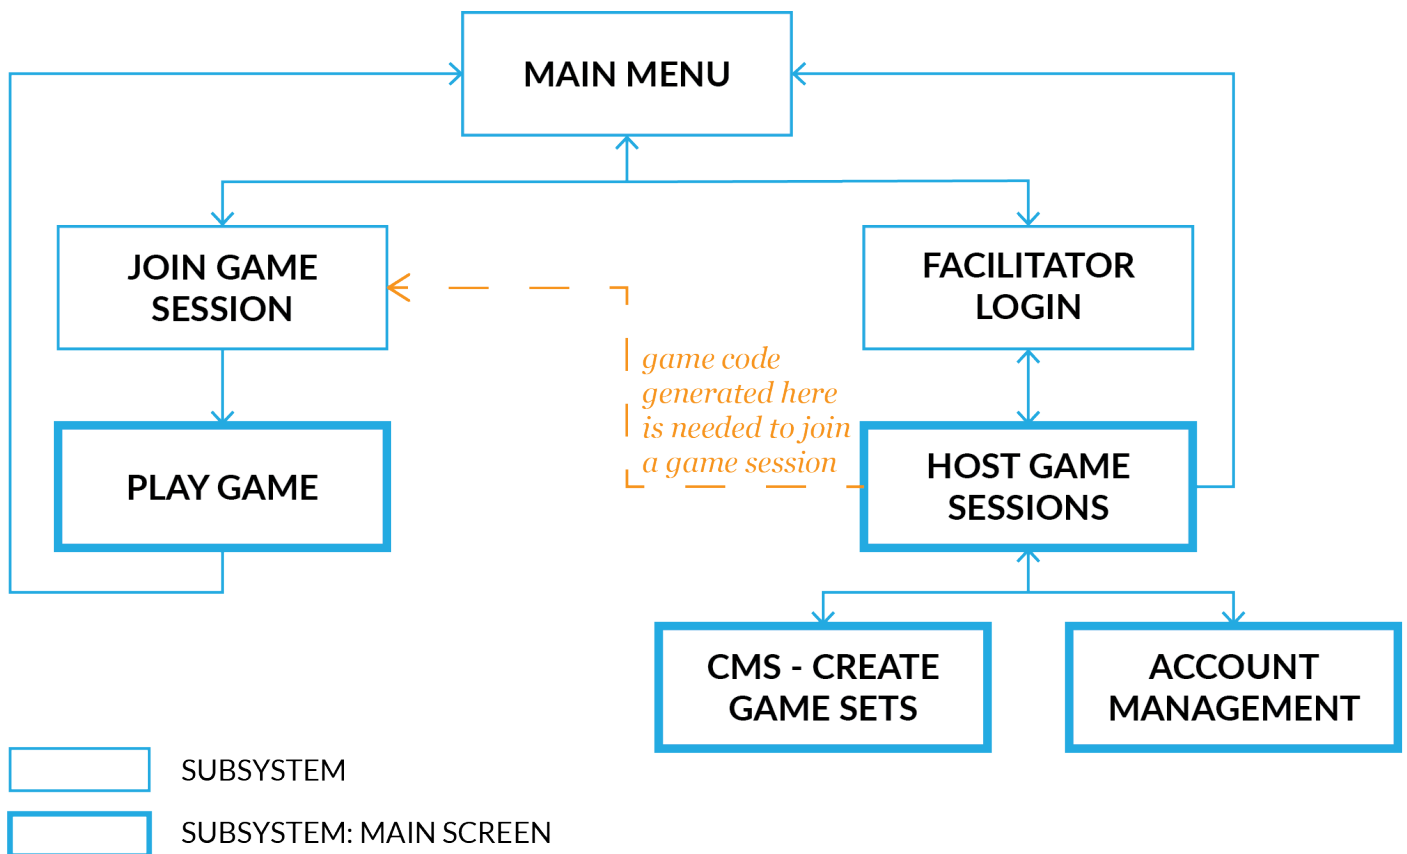 MAIN MENU
JOIN GAME
SESSION
FACILITATOR
LOGIN
game code
generated here
is needed to join
a game session
PLAY GAME
HOST GAME
SESSIONS
CMS - CREATE
GAME SETS
ACCOUNT
MANAGEMENT
SUBSYSTEM
SUBSYSTEM: MAIN SCREEN